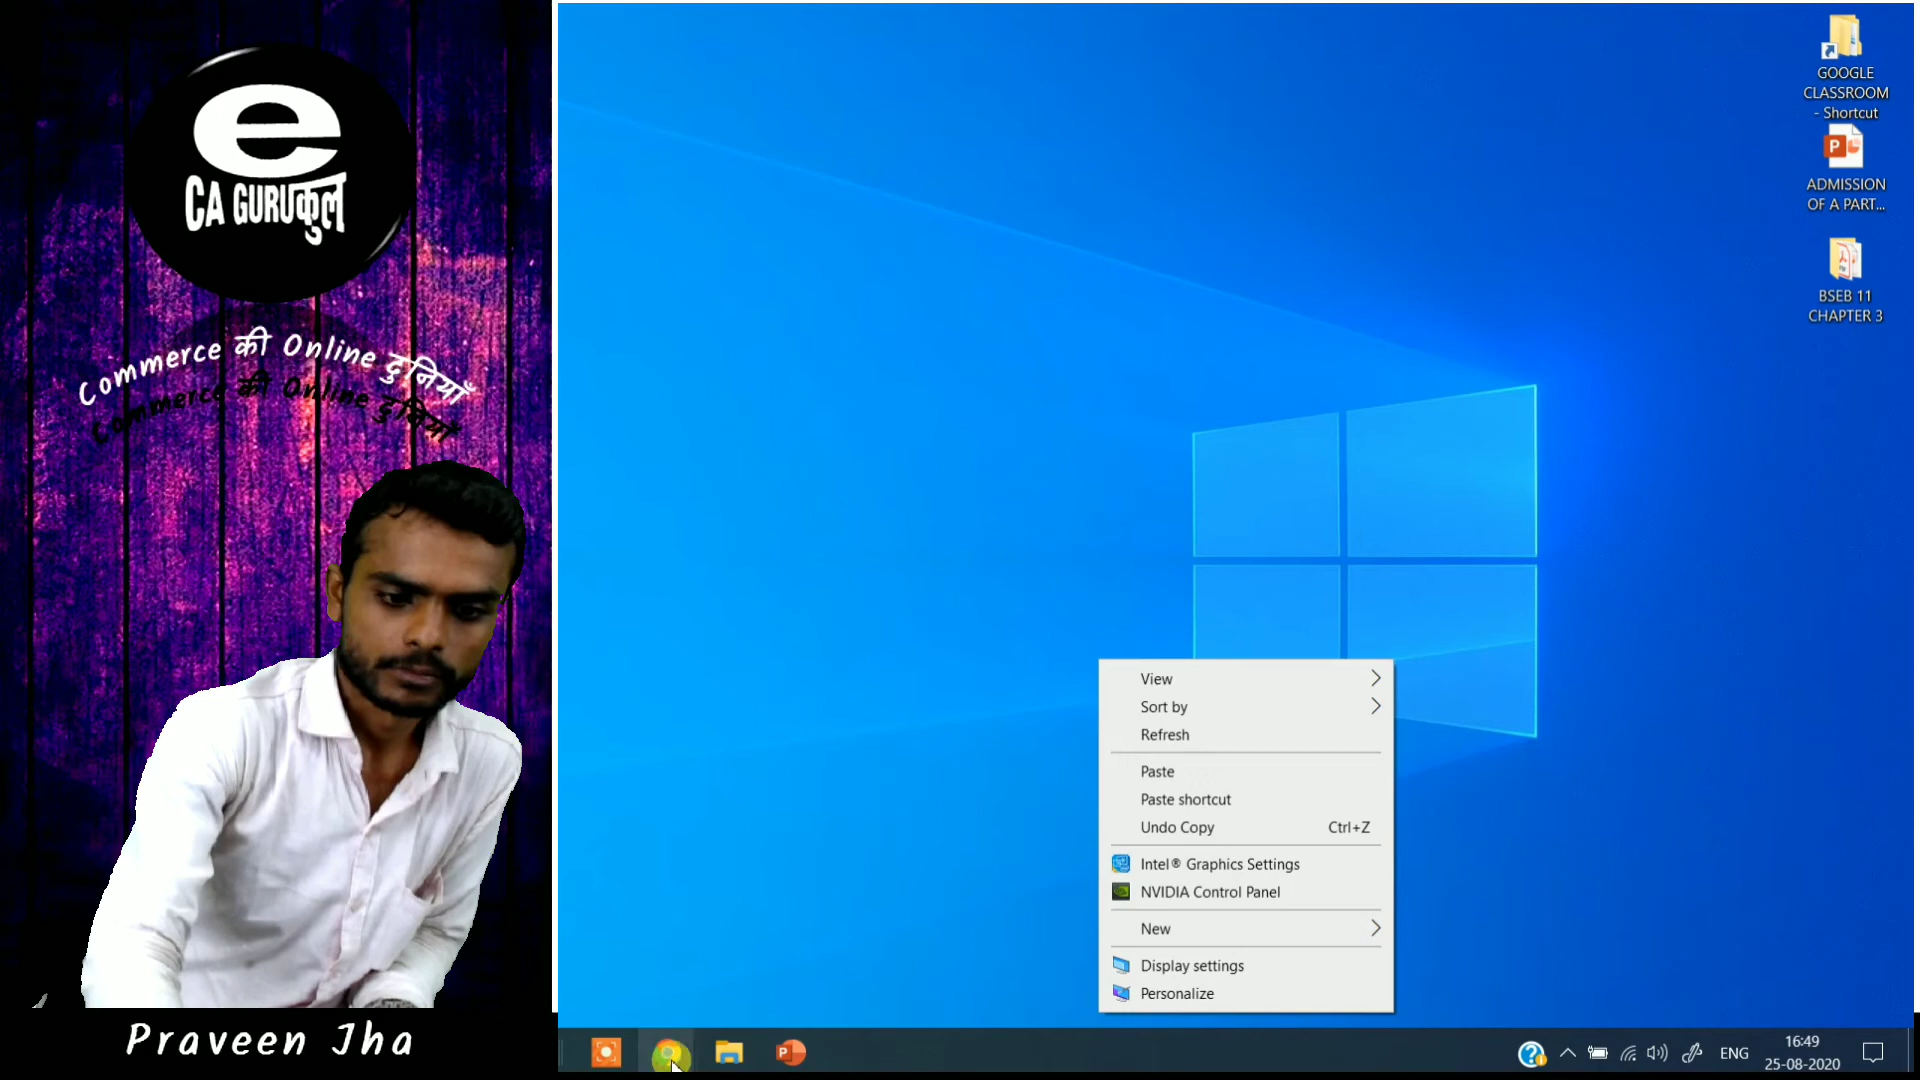 e
CA GURUकुल
Commerce की Online दुनियाँ
Commerce की Online दुनियाँ
Praveen Jha
GOOGLE
CLASSROOM
- Shortcut
ADMISSION
OF A PART...
BSEB 11
CHAPTER 3
View
Sort by
Refresh
Paste
Paste shortcut
Undo Copy Ctrl+Z
Intel® Graphics Settings
NVIDIA Control Panel
New
Display settings
Personalize
ENG
16:49
25-08-2020